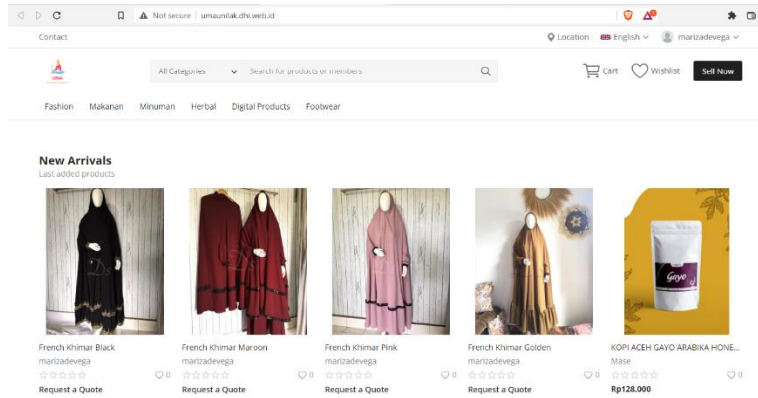 Not secure | umaunilak.dhi.web.id
Contact
Location English marizadevega
All Categories Search for products or members
Cart Wishlist Sell Now
Fashion Makanan Minuman Herbal Digital Products Footwear
New Arrivals
Last added products
Ds
Ds
Ds
Gayo
French Khimar Black French Khimar Maroon French Khimar Pink French Khimar Golden KOPI ACEH GAYO ARABIKA HONE...
marizadevega marizadevega marizadevega marizadevega Mase
0 0 0 0 0
Request a Quote Request a Quote Request a Quote Request a Quote Rp128.000